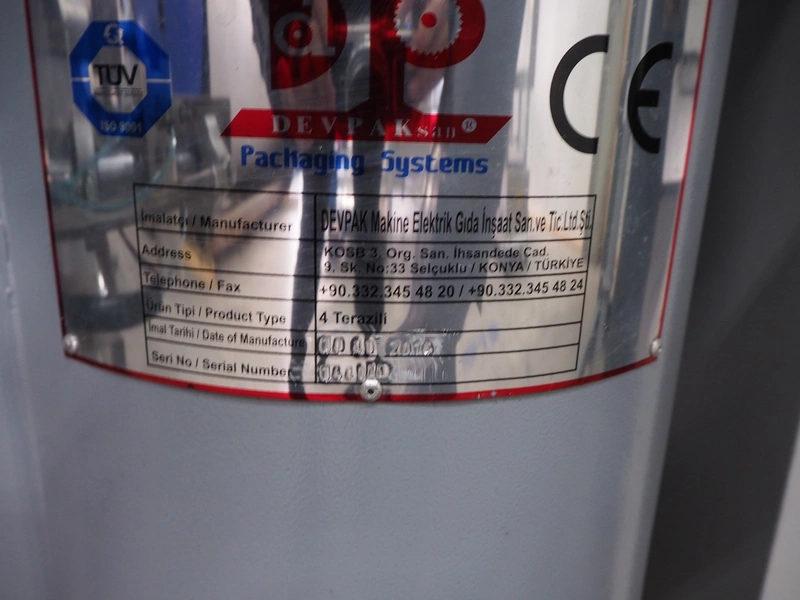 TÜV
ISO 9001
d p
DEVPAKsan ®
Packaging Systems
CE
İmalatçı / Manufacturer DEVPAK Makine Elektrik Gıda İnşaat San.ve Tic.Ltd.Şti.
Address KOSB 3. Org. San. İhsandede Cad.
9. Sk. No:33 Selçuklu / KONYA / TÜRKİYE
Telephone / Fax +90.332.345 48 20 / +90.332.345 48 24
Ürün Tipi / Product Type 4 Terazili
İmal Tarihi / Date of Manufacture
Seri No / Serial Number